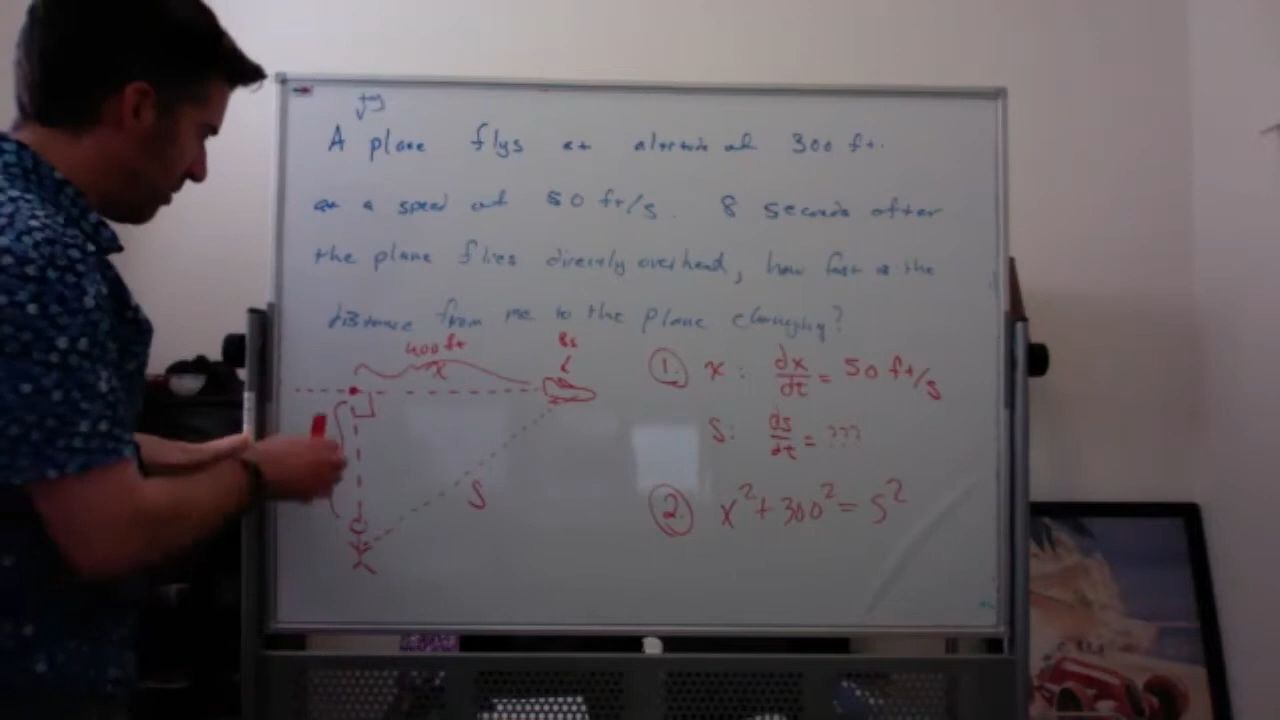 toy
A plane flys at altitude of 300 ft.
at a speed of 50 ft/s. 8 seconds after
the plane flies directly overhead, how fast is the
distance from me to the plane changing?
400 ft
x
8s
S
① x: dx/dt = 50 ft/s
S: ds/dt = ???
② x² + 300² = S²